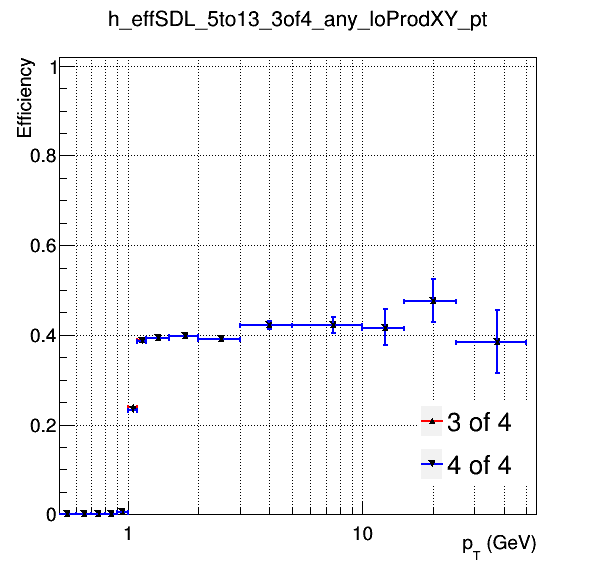 h_effSDL_5to13_3of4_any_loProdXY_pt
Efficiency
1
0.8
0.6
0.4
0.2
0
3 of 4
4 of 4
1
10
p_T (GeV)